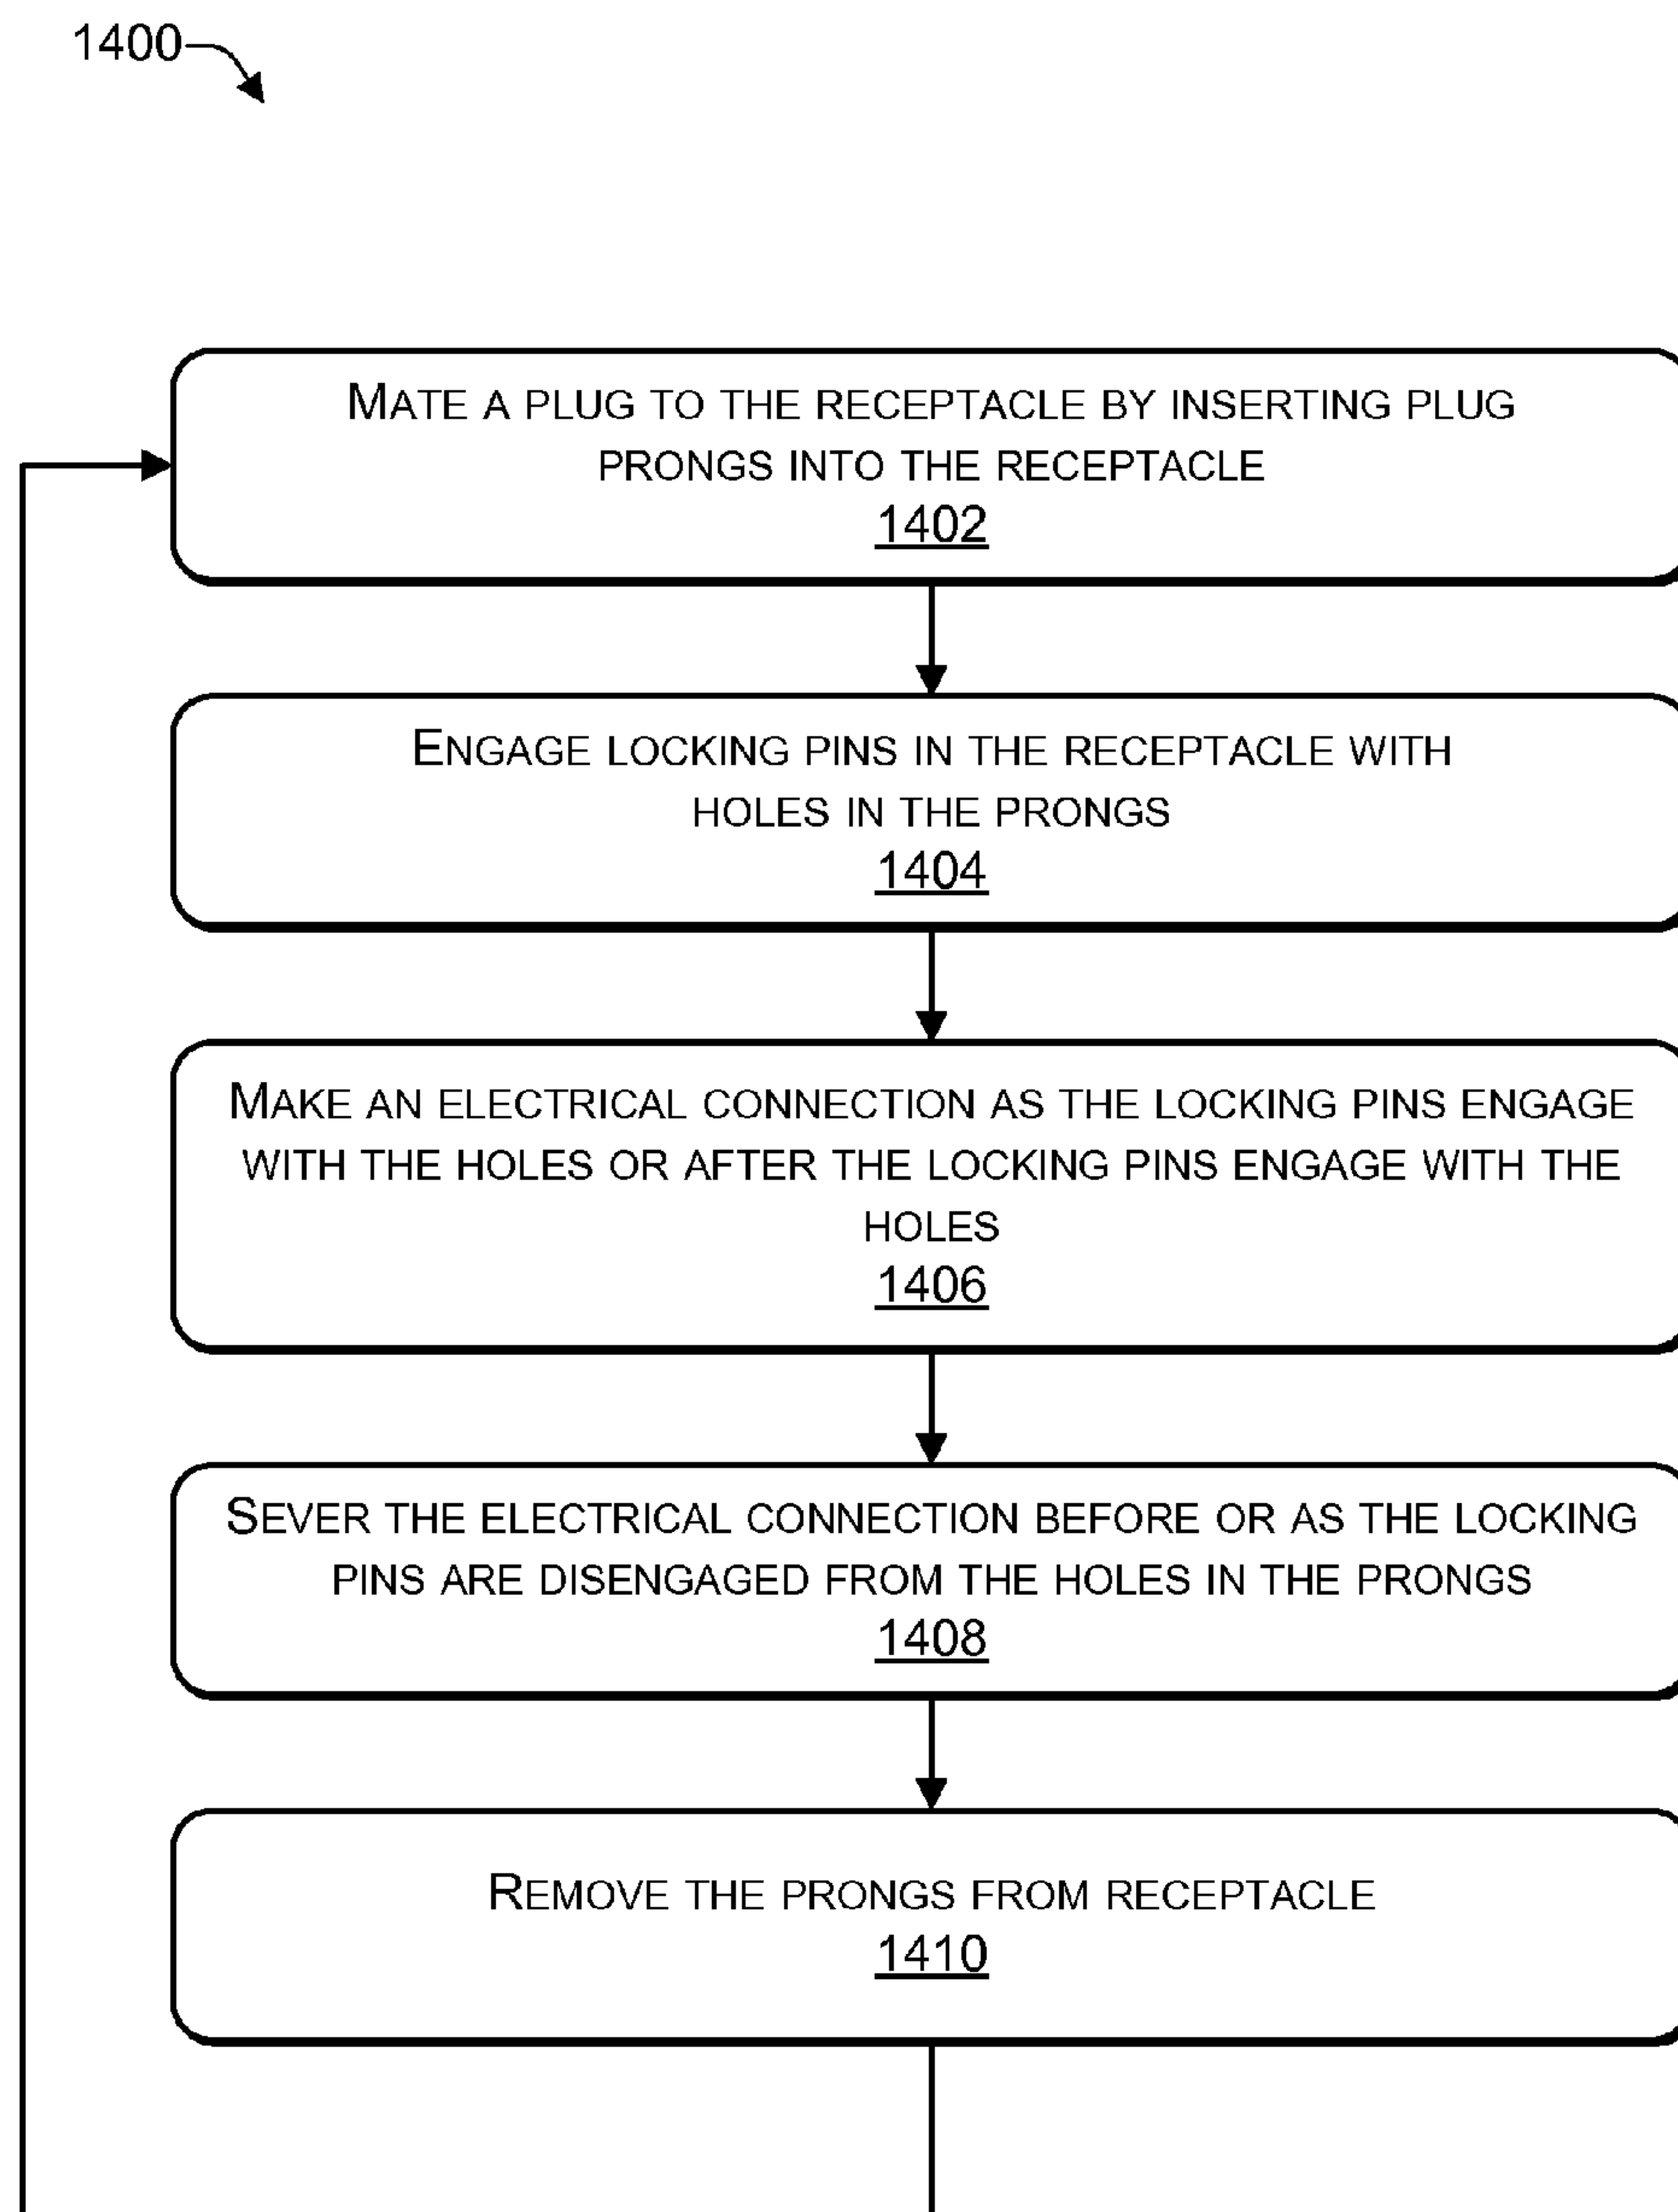 1400
MATE A PLUG TO THE RECEPTACLE BY INSERTING PLUG
PRONGS INTO THE RECEPTACLE
1402
ENGAGE LOCKING PINS IN THE RECEPTACLE WITH
HOLES IN THE PRONGS
1404
MAKE AN ELECTRICAL CONNECTION AS THE LOCKING PINS ENGAGE
WITH THE HOLES OR AFTER THE LOCKING PINS ENGAGE WITH THE
HOLES
1406
SEVER THE ELECTRICAL CONNECTION BEFORE OR AS THE LOCKING
PINS ARE DISENGAGED FROM THE HOLES IN THE PRONGS
1408
REMOVE THE PRONGS FROM RECEPTACLE
1410